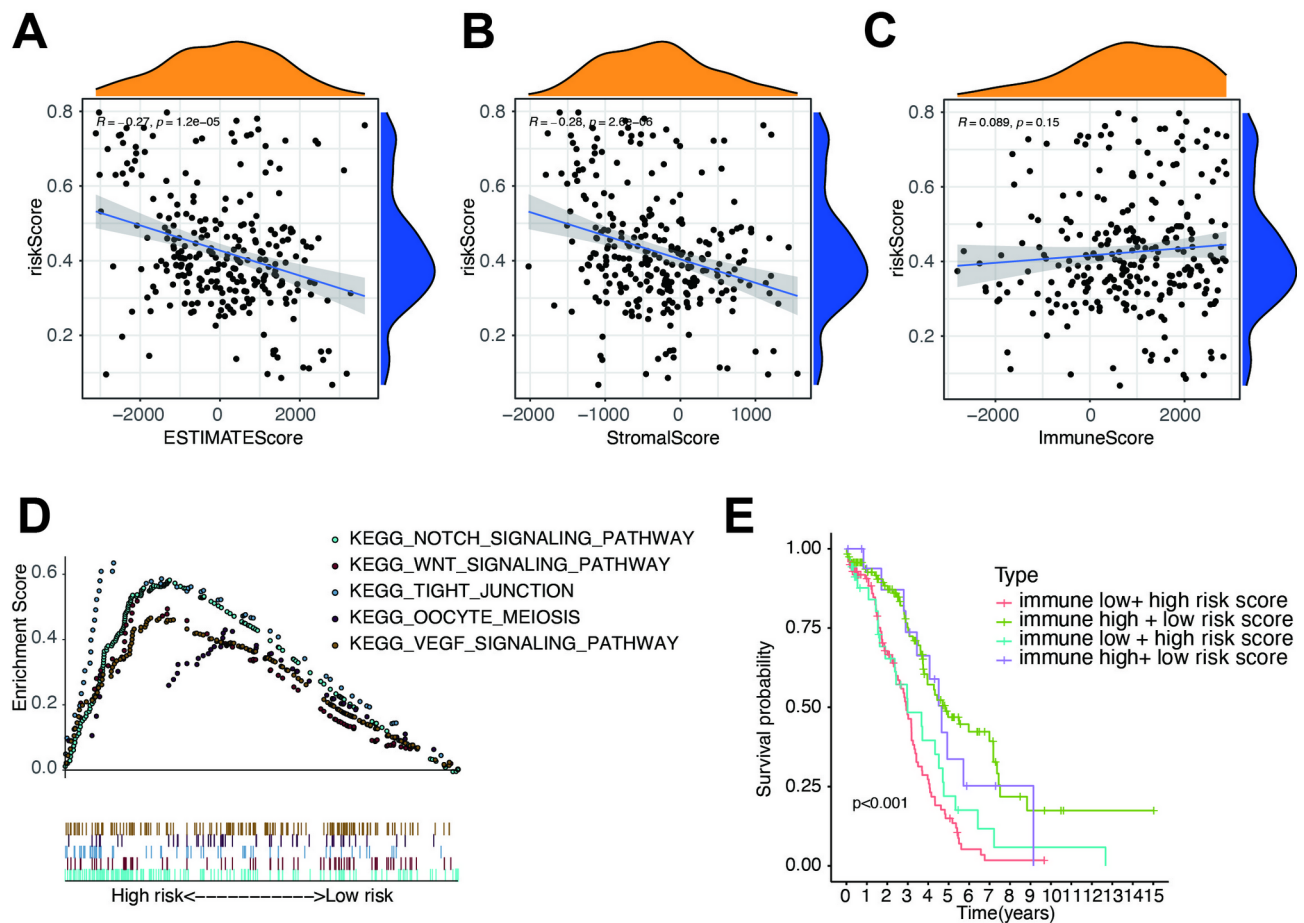 A
B
C
R = −0.27, p = 1.2e−05
R = −0.28, p = 2.6e−06
R = 0.089, p = 0.15
riskScore
0.8
0.6
0.4
0.2
−2000
0
2000
ESTIMATEScore
riskScore
0.8
0.6
0.4
0.2
−2000
−1000
0
1000
StromalScore
riskScore
0.8
0.6
0.4
0.2
−2000
0
2000
ImmuneScore
D
Enrichment Score
0.6
0.4
0.2
0.0
KEGG_NOTCH_SIGNALING_PATHWAY
KEGG_WNT_SIGNALING_PATHWAY
KEGG_TIGHT_JUNCTION
KEGG_OOCYTE_MEIOSIS
KEGG_VEGF_SIGNALING_PATHWAY
High risk<----------->Low risk
E
Survival probability
1.00
0.75
0.50
0.25
0.00
p<0.001
Type
immune low+ high risk score
immune high + low risk score
immune low + high risk score
immune high+ low risk score
0 1 2 3 4 5 6 7 8 9 101112131415
Time(years)